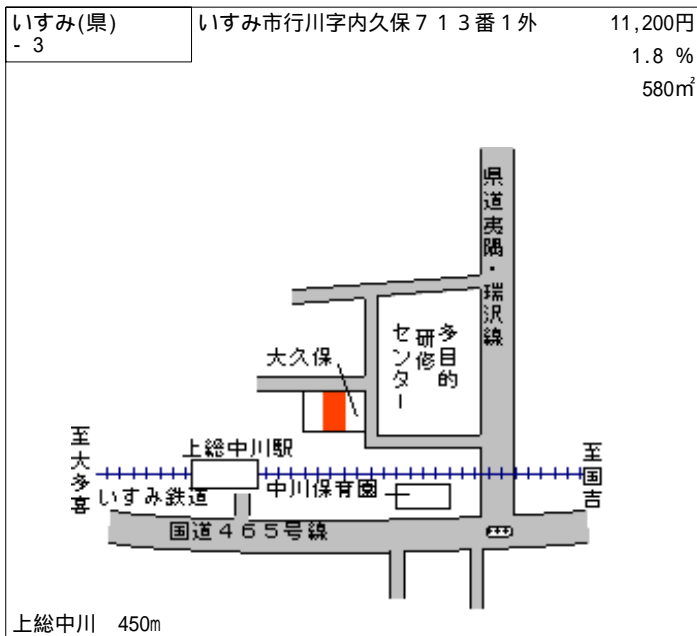 いすみ(県)
- 3
いすみ市行川字内久保７１３番１外
11,200円
1.8 %
580㎡
県道夷隅・瑞沢線
多目的
研修
センター
大久保
至大多喜
上総中川駅
至国吉
いすみ鉄道
中川保育園
国道４６５号線
上総中川 450m